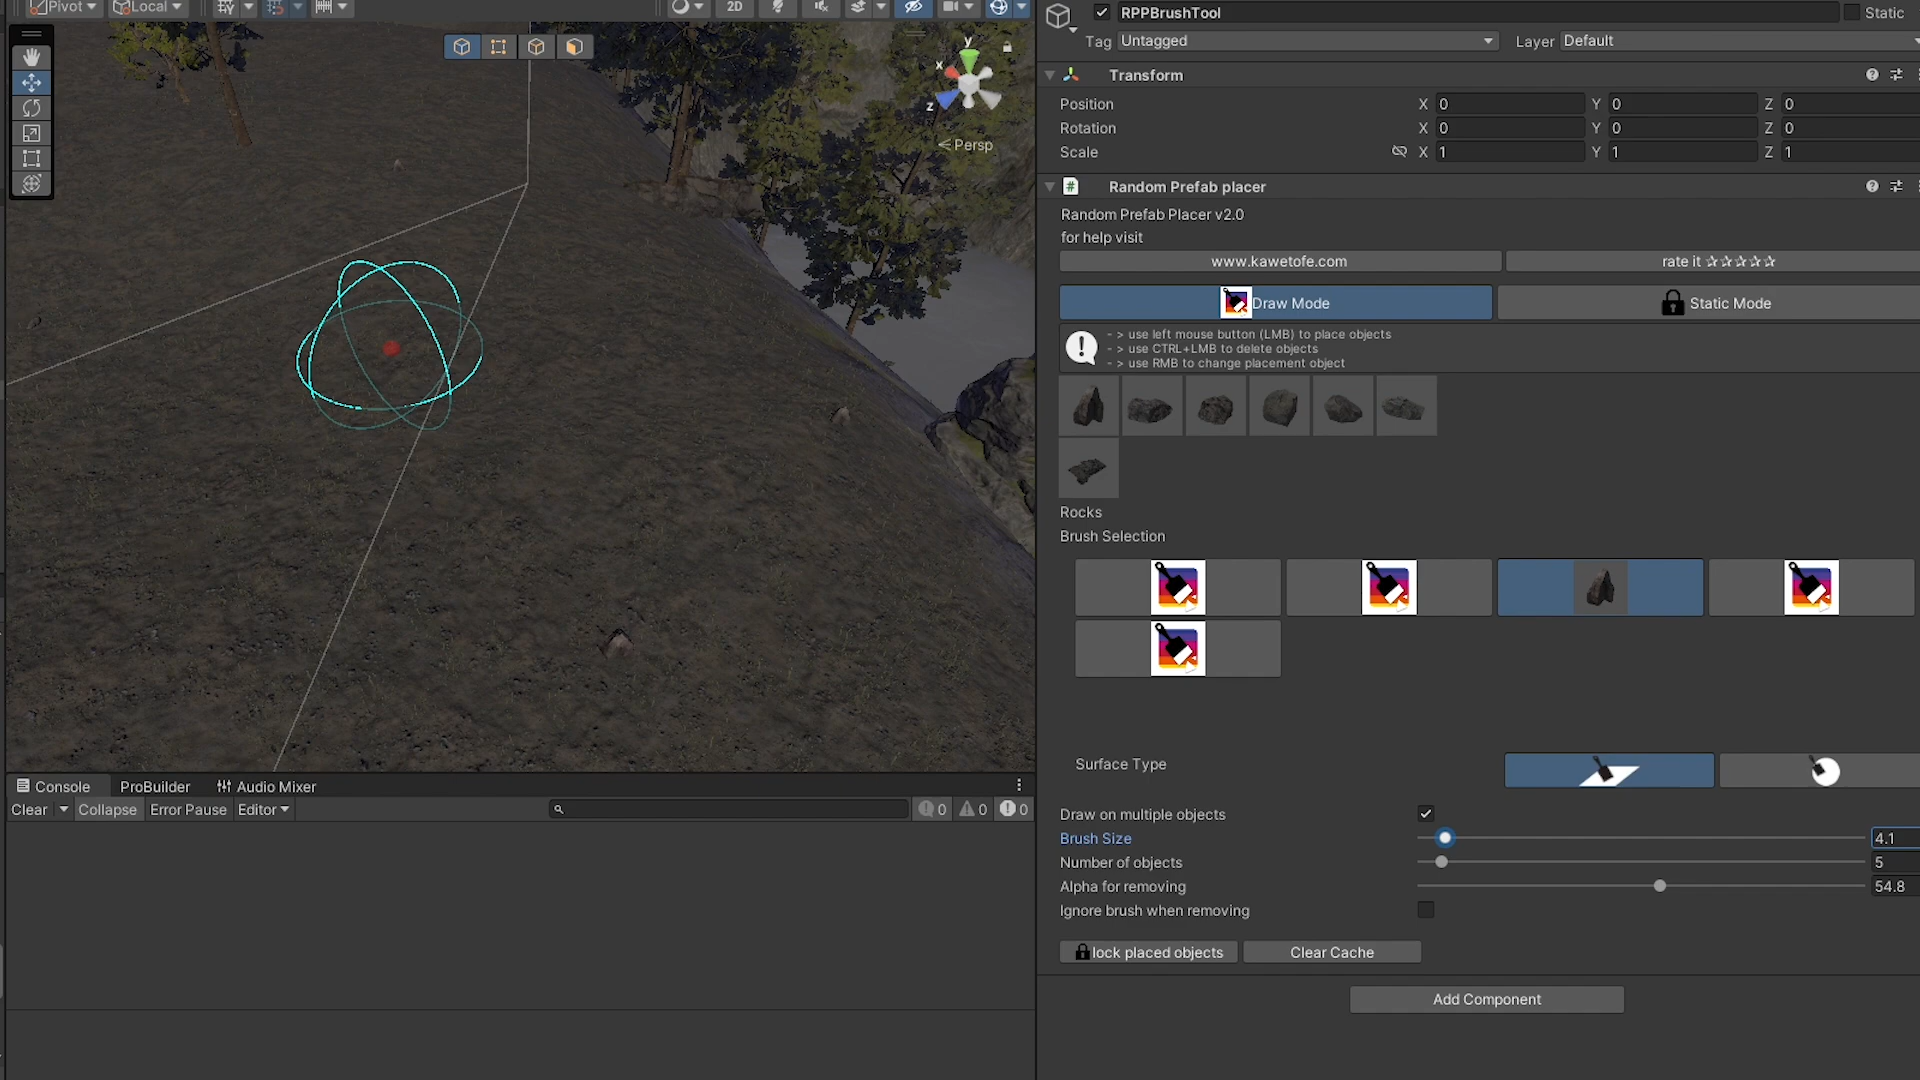 Pivot
Local
2D
RPPBrushTool
Static
Tag Untagged
Layer Default
Transform
Position X 0 Y 0 Z 0
Rotation X 0 Y 0 Z 0
Scale X 1 Y 1 Z 1
y
x
z
Persp
Random Prefab placer
Random Prefab Placer v2.0
for help visit
www.kawetofe.com
rate it ☆☆☆☆☆
Draw Mode
Static Mode
- > use left mouse button (LMB) to place objects
- > use CTRL+LMB to delete objects
- > use RMB to change placement object
Rocks
Brush Selection
Surface Type
Draw on multiple objects
Brush Size 4.1
Number of objects 5
Alpha for removing 54.8
Ignore brush when removing
lock placed objects
Clear Cache
Add Component
Console
ProBuilder
Audio Mixer
Clear
Collapse
Error Pause
Editor
0
0
0